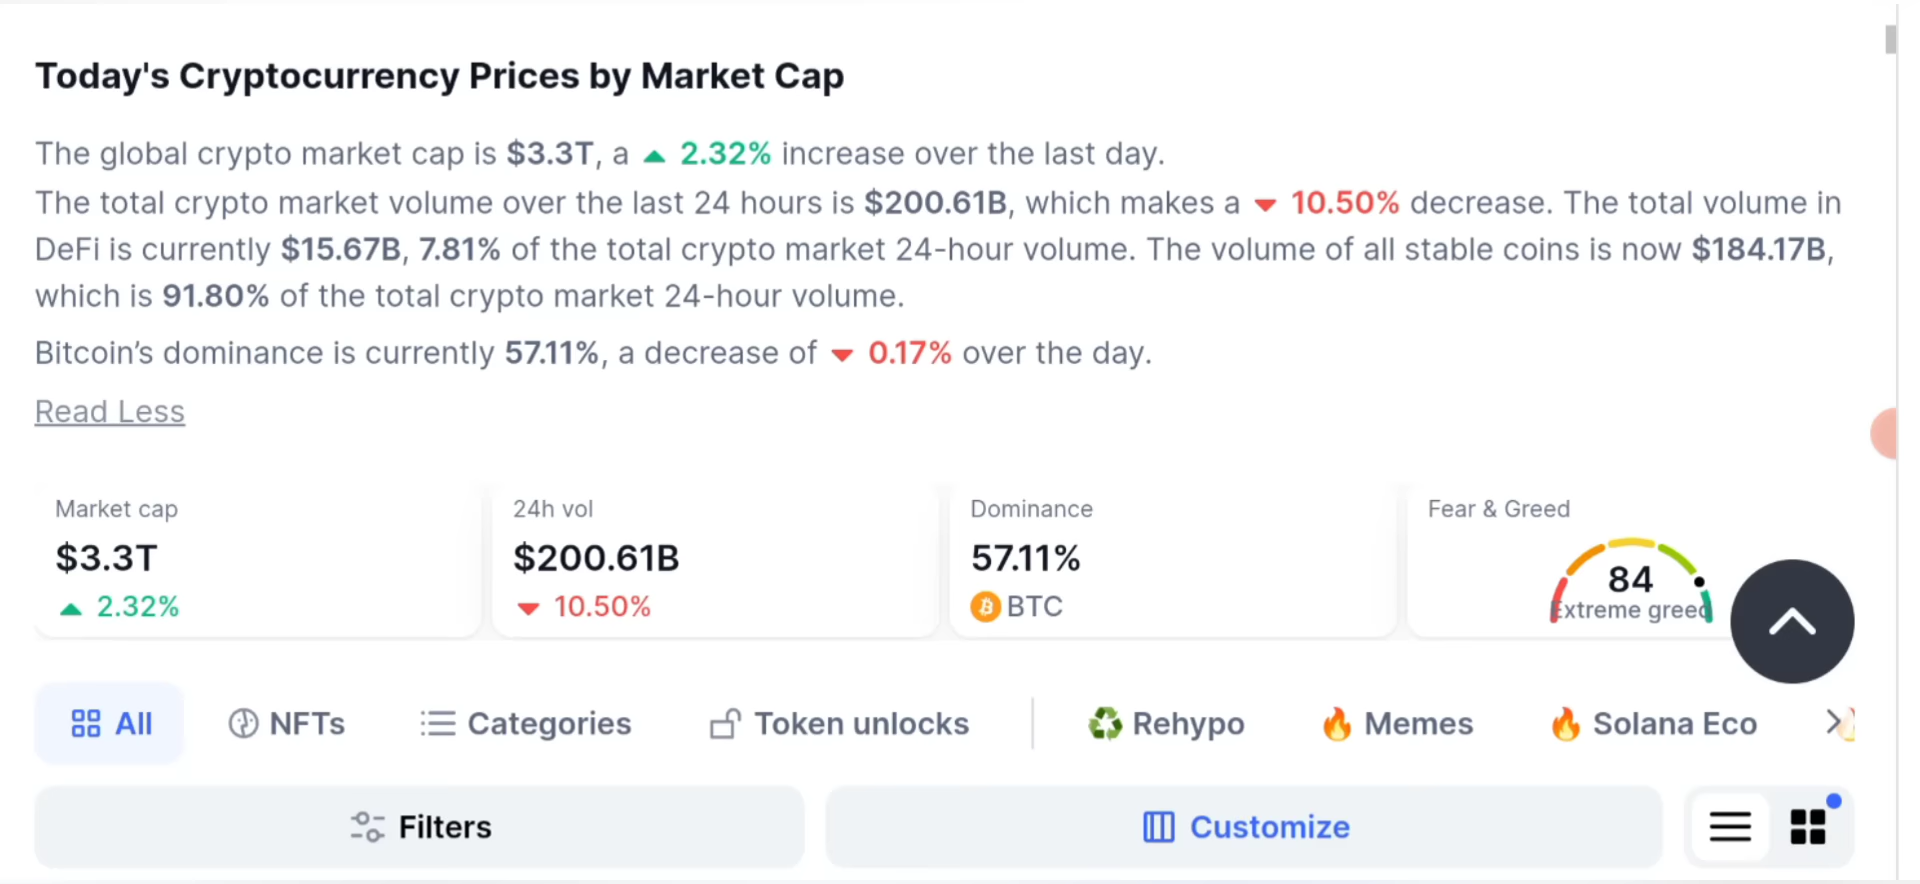 Today's Cryptocurrency Prices by Market Cap
The global crypto market cap is $3.3T, a ▲ 2.32% increase over the last day.
The total crypto market volume over the last 24 hours is $200.61B, which makes a ▼ 10.50% decrease. The total volume in
DeFi is currently $15.67B, 7.81% of the total crypto market 24-hour volume. The volume of all stable coins is now $184.17B,
which is 91.80% of the total crypto market 24-hour volume.
Bitcoin’s dominance is currently 57.11%, a decrease of ▼ 0.17% over the day.
Read Less
Market cap
$3.3T
▲ 2.32%
24h vol
$200.61B
▼ 10.50%
Dominance
57.11%
BTC
Fear & Greed
84
Extreme greed
All NFTs Categories Token unlocks Rehypo Memes Solana Eco
Filters Customize